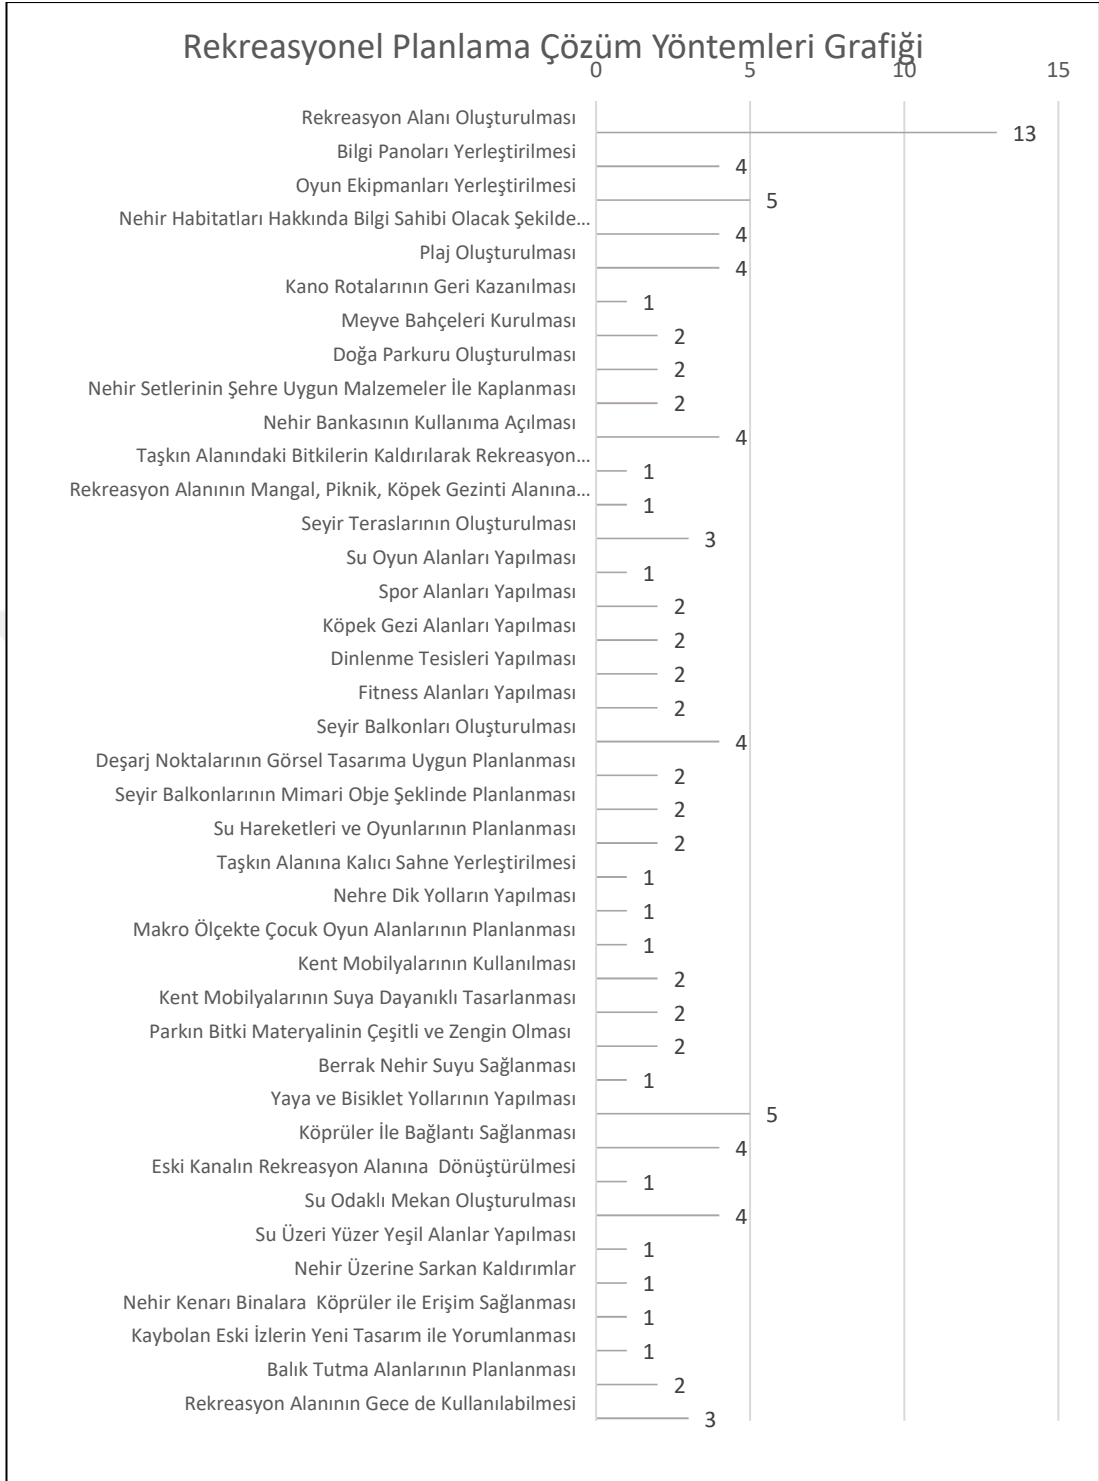 Rekreasyonel Planlama Çözüm Yöntemleri Grafiği
0 5 10 15
Rekreasyon Alanı Oluşturulması 13
Bilgi Panoları Yerleştirilmesi 4
Oyun Ekipmanları Yerleştirilmesi 5
Nehir Habitatları Hakkında Bilgi Sahibi Olacak Şekilde... 4
Plaj Oluşturulması 4
Kano Rotalarının Geri Kazanılması 1
Meyve Bahçeleri Kurulması 2
Doğa Parkuru Oluşturulması 2
Nehir Setlerinin Şehre Uygun Malzemeler İle Kaplanması 2
Nehir Bankasının Kullanıma Açılması 4
Taşkın Alanındaki Bitkilerin Kaldırılarak Rekreasyon... 1
Rekreasyon Alanının Mangal, Piknik, Köpek Gezinti Alanına... 1
Seyir Teraslarının Oluşturulması 3
Su Oyun Alanları Yapılması 1
Spor Alanları Yapılması 2
Köpek Gezi Alanları Yapılması 2
Dinlenme Tesisleri Yapılması 2
Fitness Alanları Yapılması 2
Seyir Balkonları Oluşturulması 4
Deşarj Noktalarının Görsel Tasarıma Uygun Planlanması 2
Seyir Balkonlarının Mimari Obje Şeklinde Planlanması 2
Su Hareketleri ve Oyunlarının Planlanması 2
Taşkın Alanına Kalıcı Sahne Yerleştirilmesi 1
Nehre Dik Yolların Yapılması 1
Makro Ölçekte Çocuk Oyun Alanlarının Planlanması 1
Kent Mobilyalarının Kullanılması 2
Kent Mobilyalarının Suya Dayanıklı Tasarlanması 2
Parkın Bitki Materyalinin Çeşitli ve Zengin Olması 2
Berrak Nehir Suyu Sağlanması 1
Yaya ve Bisiklet Yollarının Yapılması 5
Köprüler İle Bağlantı Sağlanması 4
Eski Kanalın Rekreasyon Alanına Dönüştürülmesi 1
Su Odaklı Mekan Oluşturulması 4
Su Üzeri Yüzer Yeşil Alanlar Yapılması 1
Nehir Üzerine Sarkan Kaldırımlar 1
Nehir Kenarı Binalara Köprüler ile Erişim Sağlanması 1
Kaybolan Eski İzlerin Yeni Tasarım ile Yorumlanması 1
Balık Tutma Alanlarının Planlanması 2
Rekreasyon Alanının Gece de Kullanılabilmesi 3